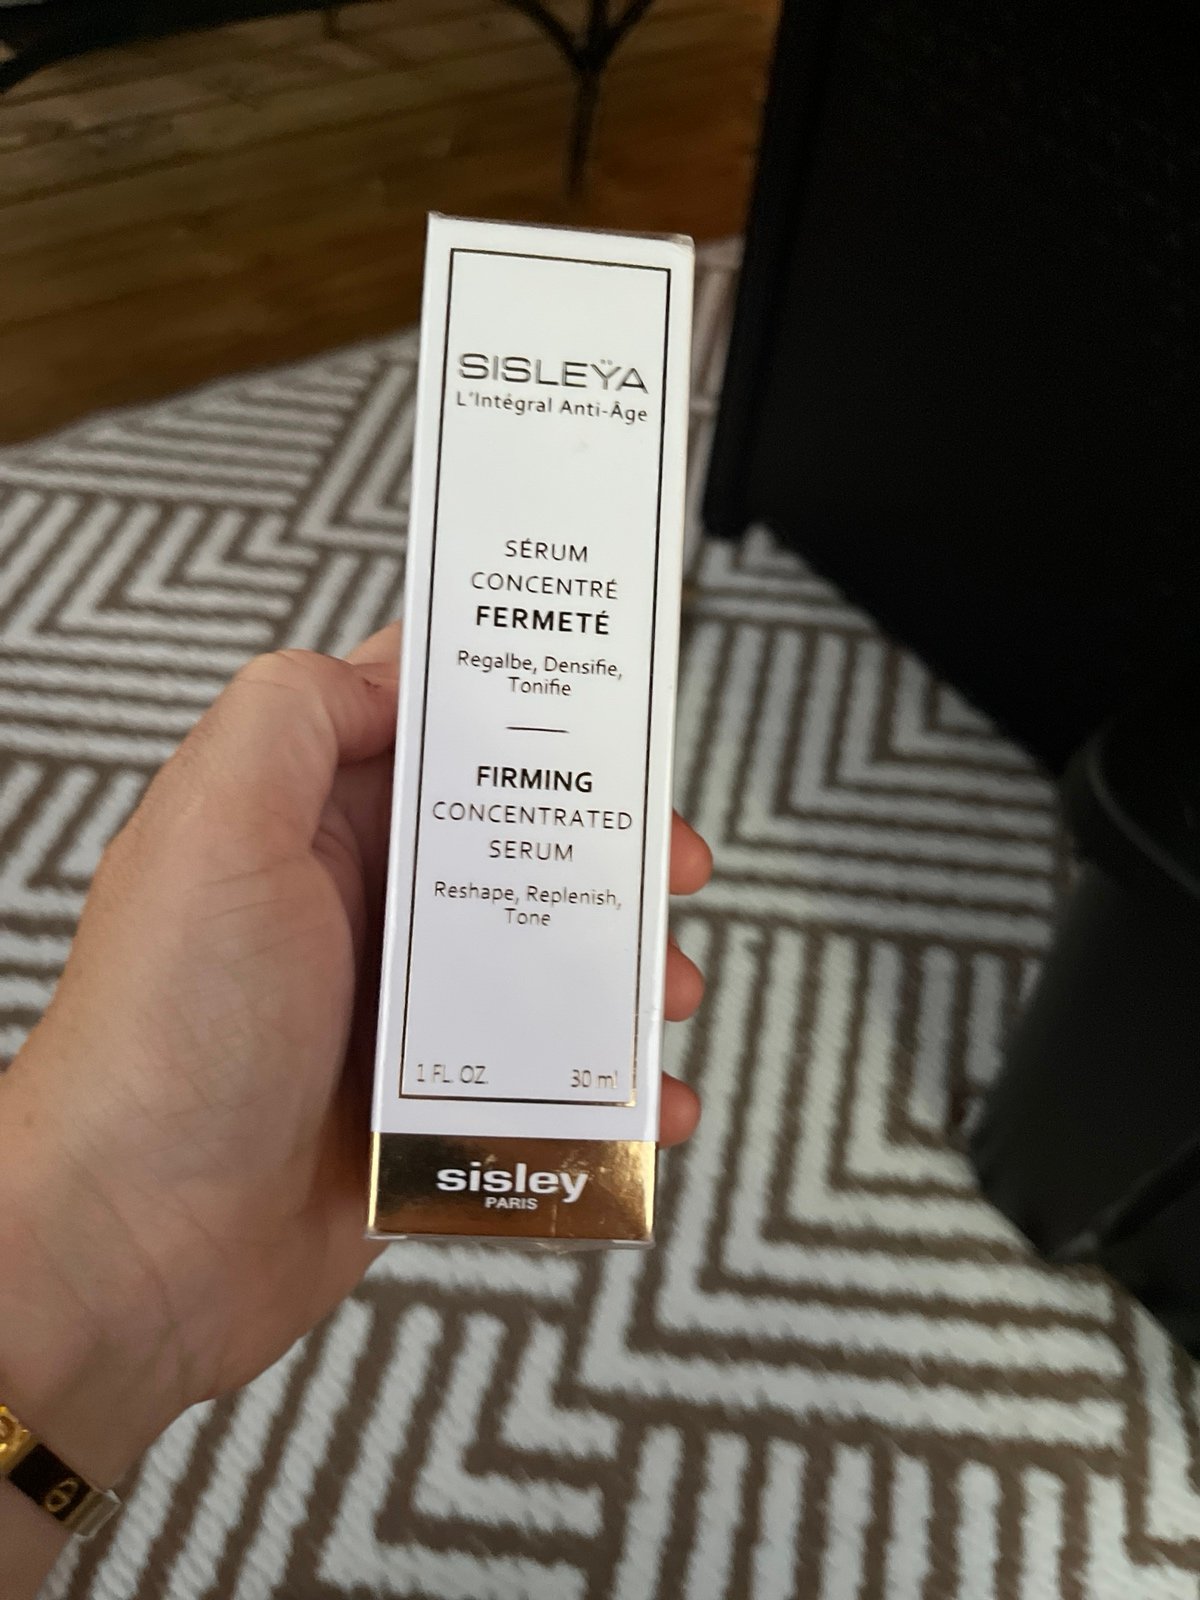 SISLEŸA
L'Intégral Anti-Âge
SÉRUM
CONCENTRÉ
FERMETÉ
Regalbe, Densifie,
Tonifie
FIRMING
CONCENTRATED
SERUM
Reshape, Replenish,
Tone
1 FL. OZ. 30 ml
sisley
PARIS